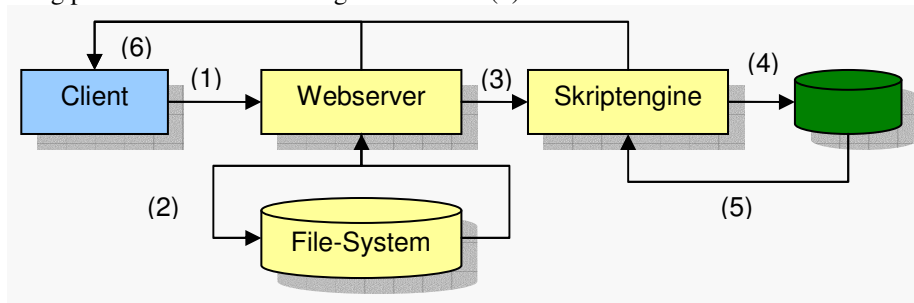 (6)
Client
(1)
Webserver
(3)
Skriptengine
(4)
(2)
File-System
(5)